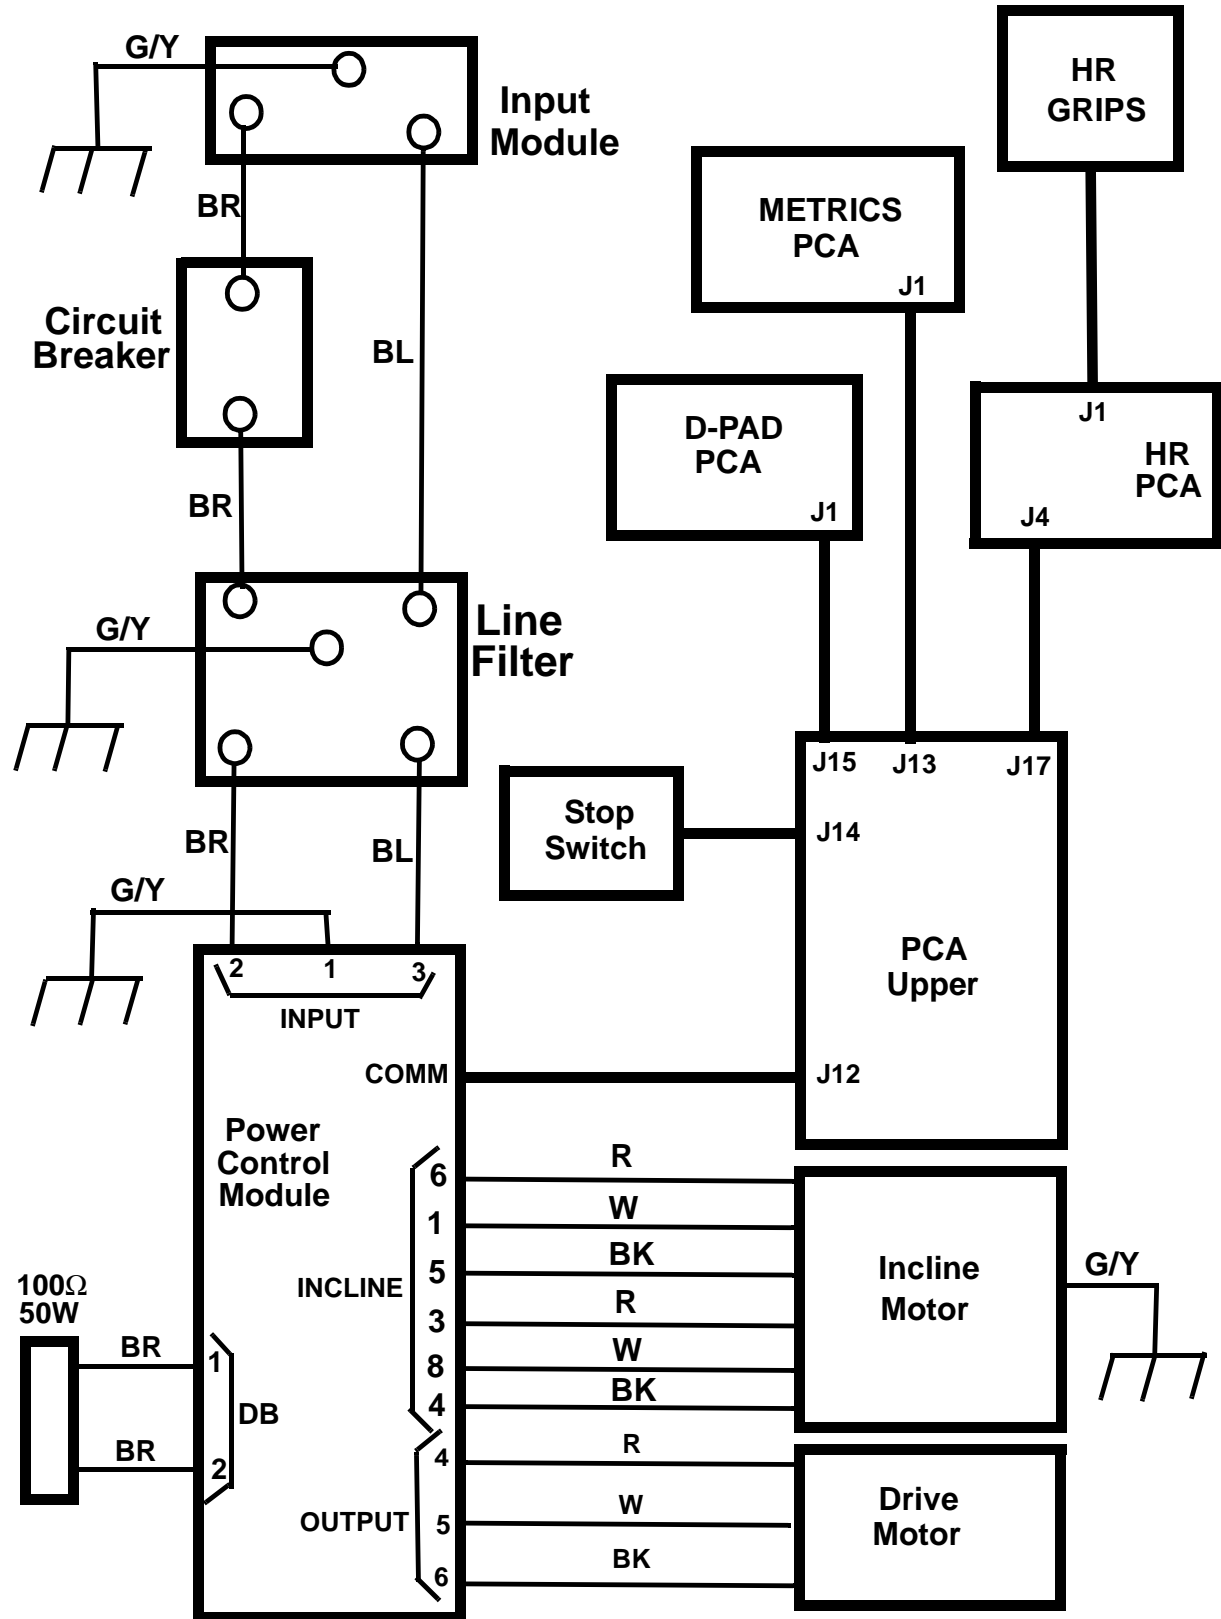 G/Y
Input
Module
HR
GRIPS
BR
METRICS
PCA
J1
Circuit
Breaker
BL
D-PAD
PCA
J1
J1
HR
PCA
J4
BR
G/Y
Line
Filter
J15 J13 J17
Stop
Switch
J14
BR
BL
G/Y
PCA
Upper
2 1 3
INPUT
COMM
J12
Power
Control
Module
6
R
1
W
5
BK
INCLINE
3
R
8
W
4
BK
Incline
Motor
G/Y
100Ω
50W
BR
1
DB
BR
2
4
R
OUTPUT
5
W
6
BK
Drive
Motor